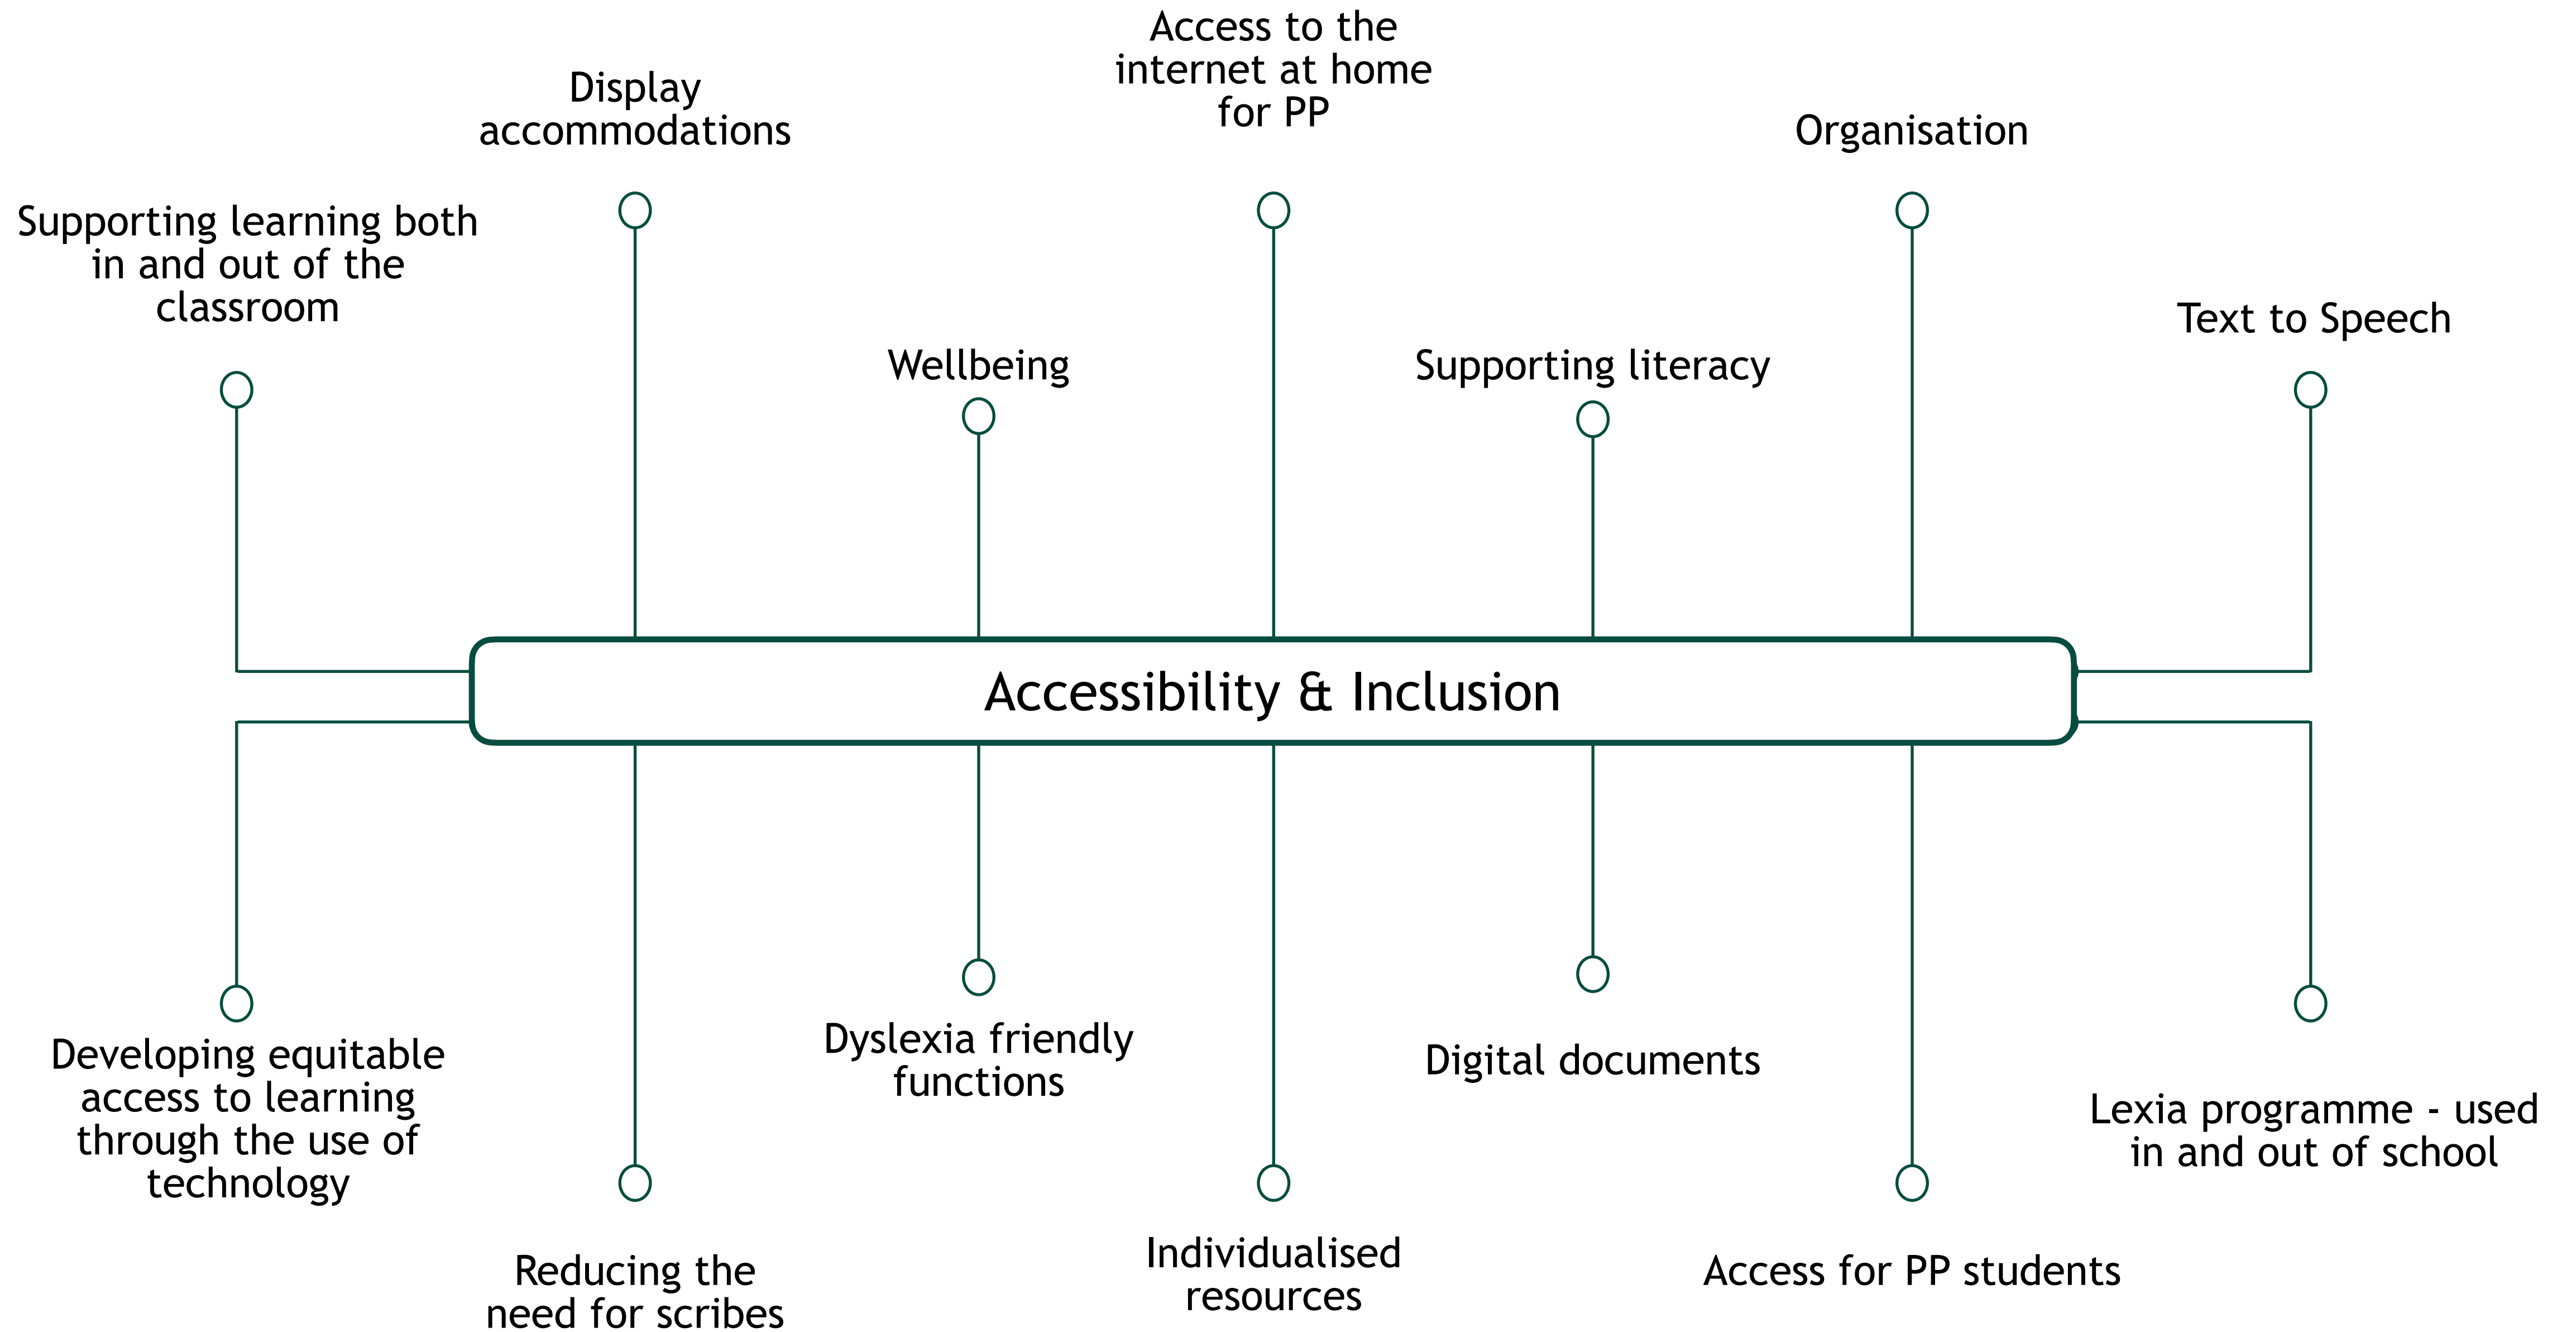 Access to the
internet at home
for PP
Display
accommodations
Organisation
Supporting learning both
in and out of the
classroom
Text to Speech
Wellbeing
Supporting literacy
Accessibility & Inclusion
Developing equitable
access to learning
through the use of
technology
Dyslexia friendly
functions
Digital documents
Lexia programme - used
in and out of school
Reducing the
need for scribes
Individualised
resources
Access for PP students